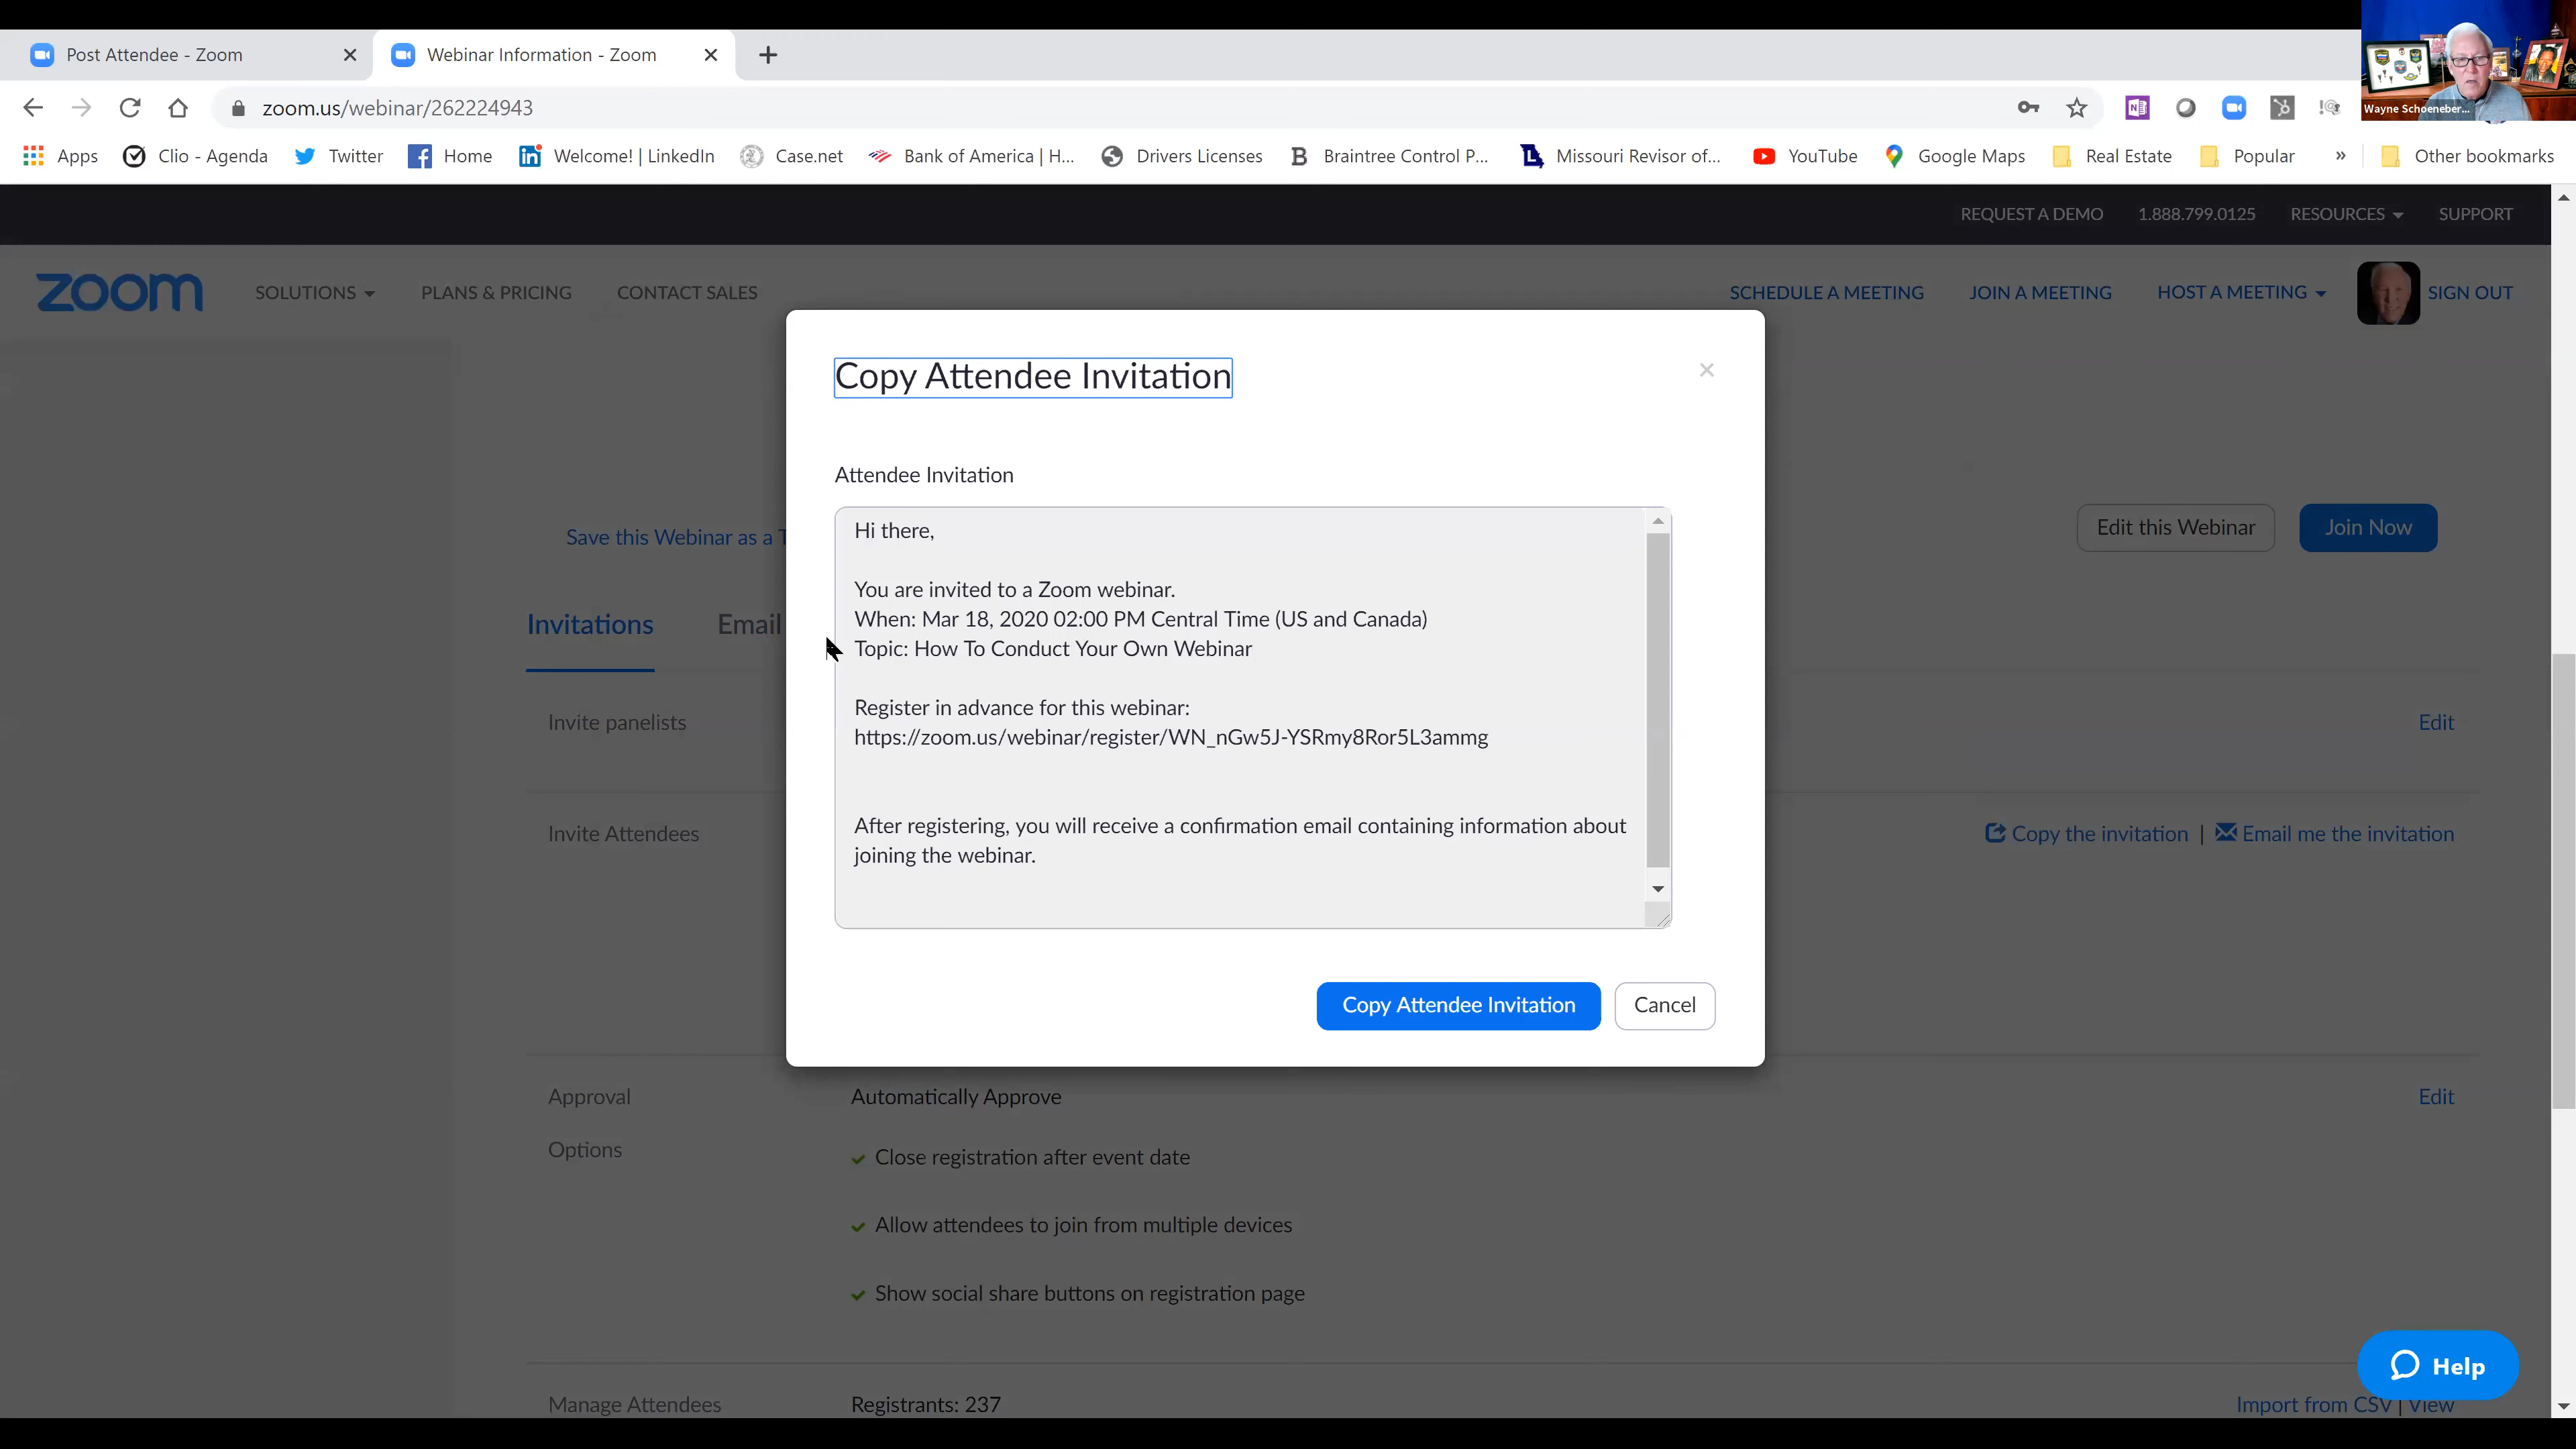 Post Attendee - Zoom
Webinar Information - Zoom
zoom.us/webinar/262224943
Wayne Schoeneber...
Apps
Clio - Agenda
Twitter
Home
Welcome! | LinkedIn
Case.net
Bank of America | H...
Drivers Licenses
Braintree Control P...
Missouri Revisor of...
YouTube
Google Maps
Real Estate
Popular
»
Other bookmarks
REQUEST A DEMO
1.888.799.0125
RESOURCES
SUPPORT
zoom
SOLUTIONS
PLANS & PRICING
CONTACT SALES
SCHEDULE A MEETING
JOIN A MEETING
HOST A MEETING
SIGN OUT
Copy Attendee Invitation
Attendee Invitation
Hi there,
You are invited to a Zoom webinar.
When: Mar 18, 2020 02:00 PM Central Time (US and Canada)
Topic: How To Conduct Your Own Webinar
Register in advance for this webinar:
https://zoom.us/webinar/register/WN_nGw5J-YSRmy8Ror5L3ammg
After registering, you will receive a confirmation email containing information about
joining the webinar.
Copy Attendee Invitation
Cancel
Save this Webinar as a T
Edit this Webinar
Join Now
Invitations
Email
Invite panelists
Edit
Invite Attendees
Copy the invitation | Email me the invitation
Approval
Automatically Approve
Edit
Options
Close registration after event date
Allow attendees to join from multiple devices
Show social share buttons on registration page
Manage Attendees
Registrants: 237
Import from CSV | View
Help